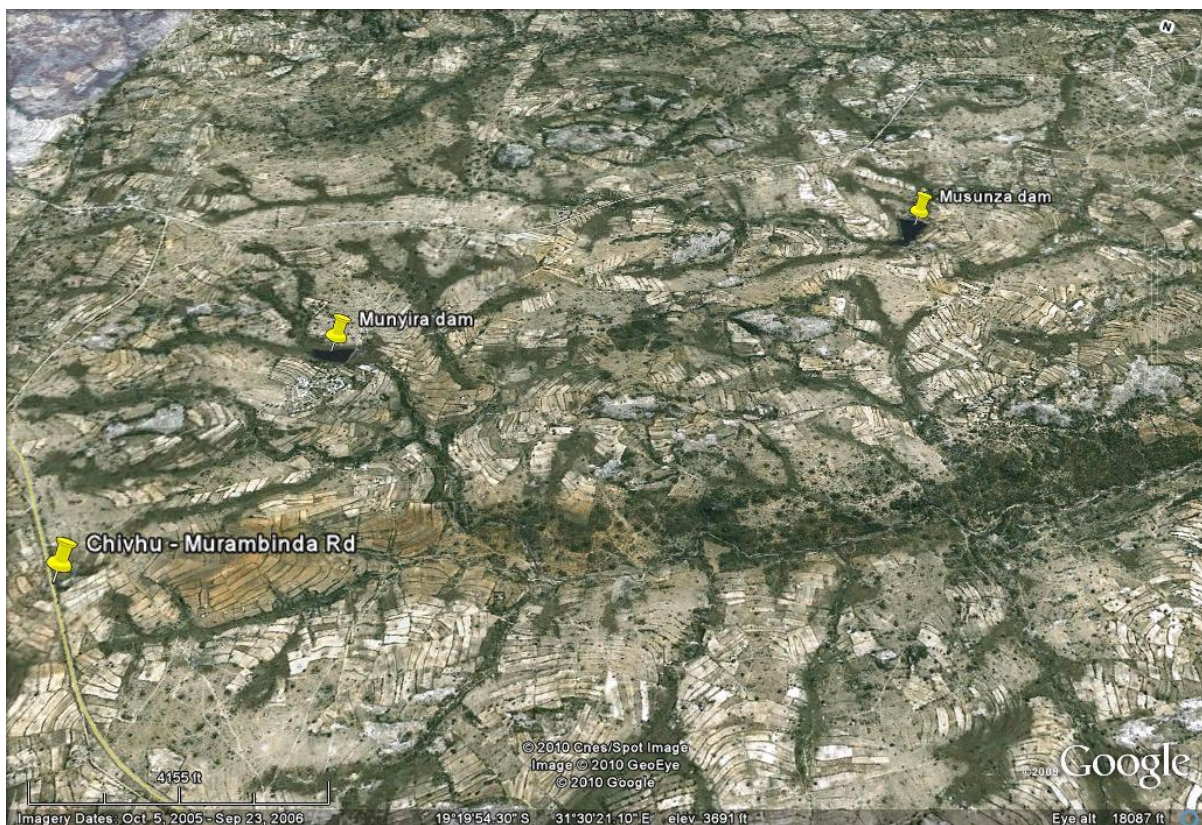 N
Musunza dam
Munyira dam
Chivhu - Murambinda Rd
© 2010 Cnes/Spot Image
Image © 2010 GeoEye
© 2010 Google
©2009 Google
4155 ft
Imagery Dates: Oct 5, 2005 - Sep 23, 2006 19°19'54.30" S 31°30'21.10" E elev 3691 ft Eye alt 18087 ft